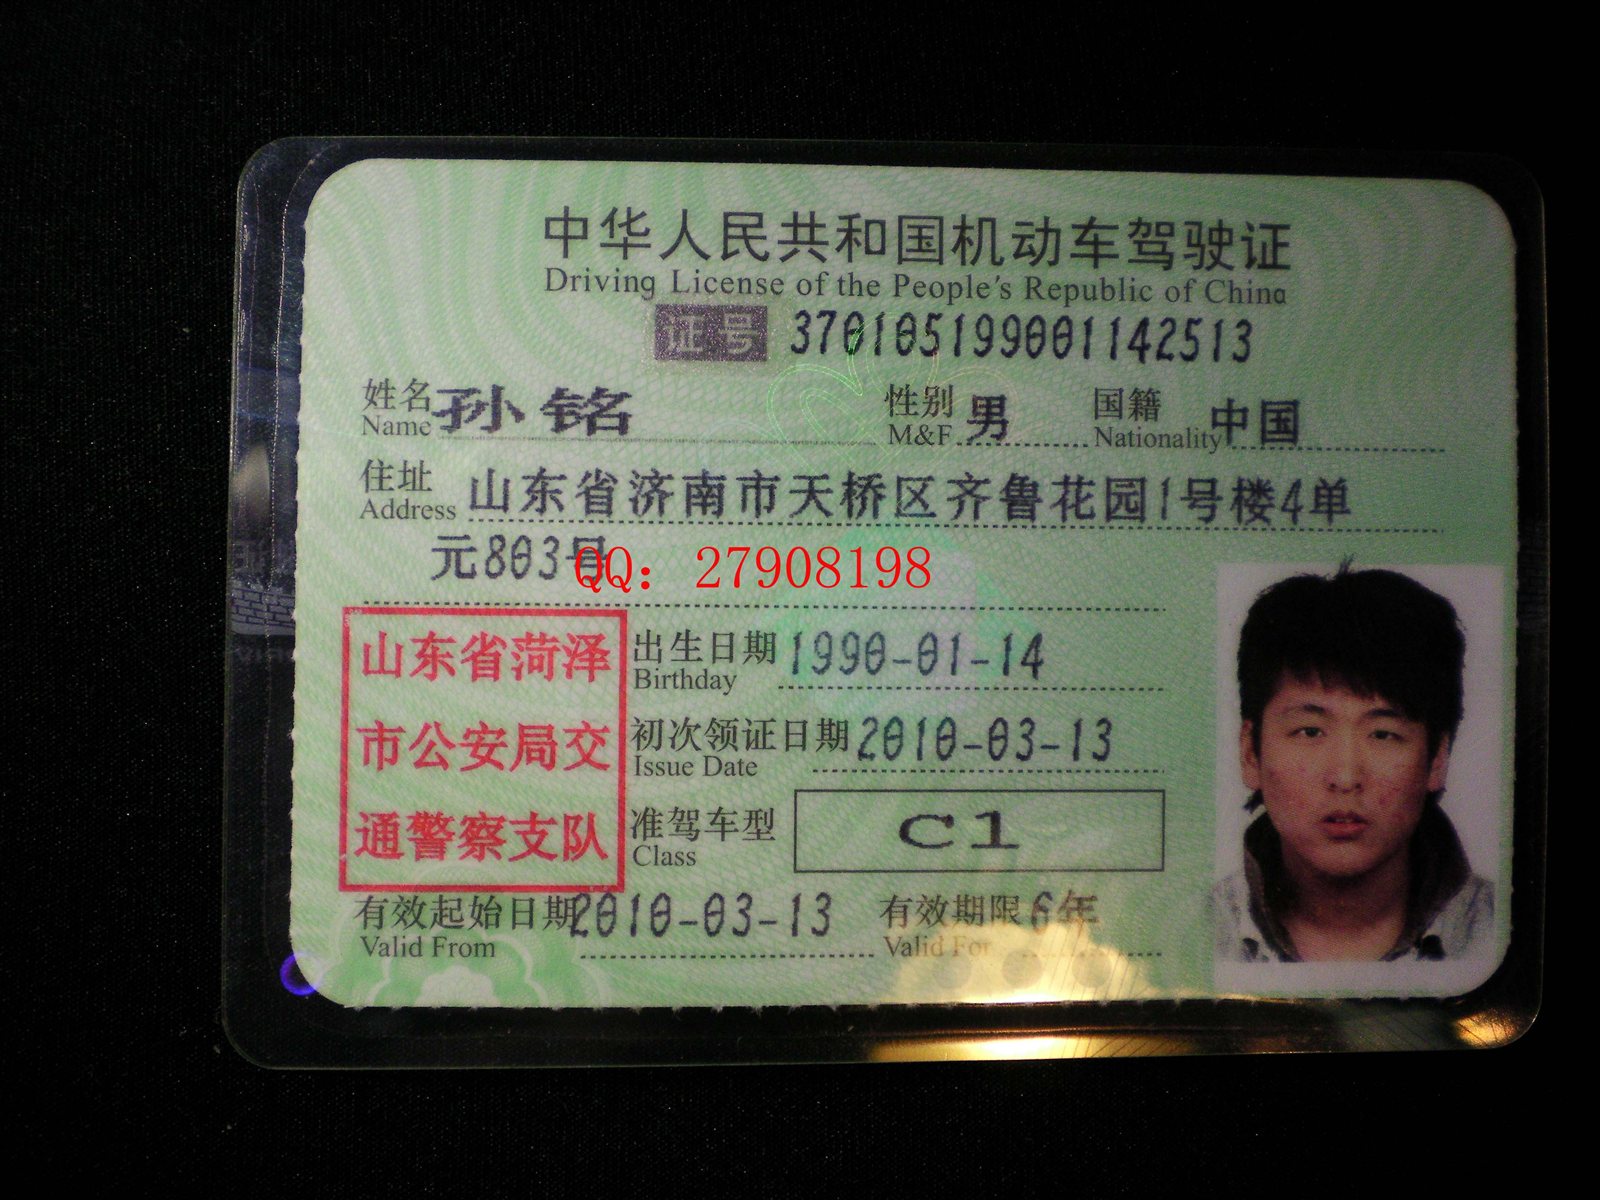 中华人民共和国机动车驾驶证
Driving License of the People's Republic of China
证号 370105199001142513
姓名 孙铭 性别 男 国籍 中国
Name M&F Nationality
住址 山东省济南市天桥区齐鲁花园1号楼4单
Address
元803号
QQ：27908198
山东省菏泽
市公安局交
通警察支队
出生日期 1990-01-14
Birthday
初次领证日期 2010-03-13
Issue Date
准驾车型 C1
Class
有效起始日期 2010-03-13 有效期限 6年
Valid From Valid For